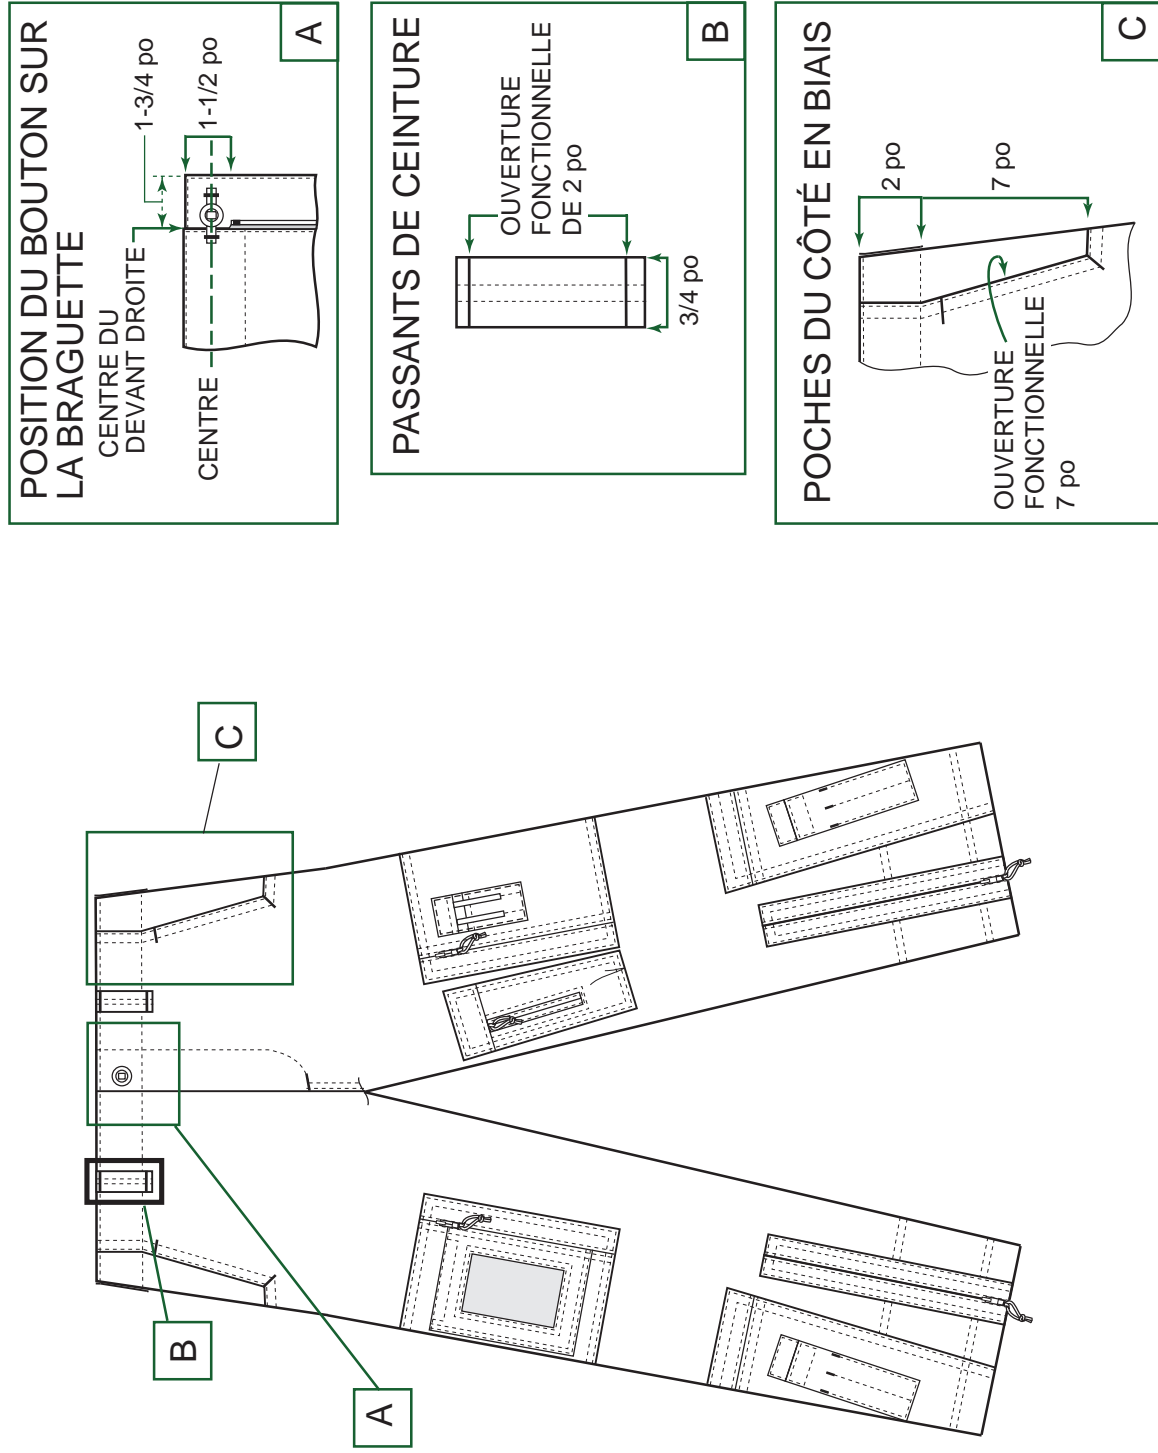 POSITION DU BOUTON SUR
LA BRAGUETTE
CENTRE DU
DEVANT DROITE
1-3/4 po
1-1/2 po
CENTRE
A
PASSANTS DE CEINTURE
OUVERTURE
FONCTIONNELLE
DE 2 po
3/4 po
B
POCHES DU CÔTÉ EN BIAIS
2 po
7 po
OUVERTURE
FONCTIONNELLE
7 po
C
C
B
A